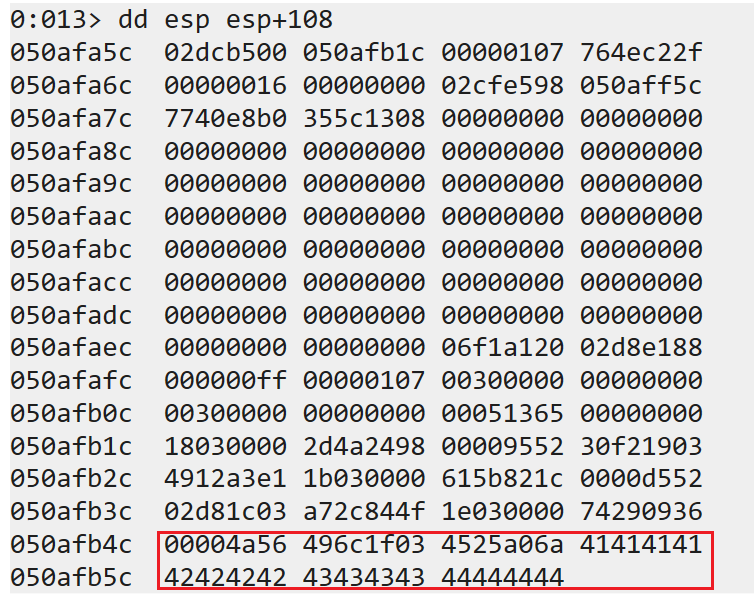 0:013> dd esp esp+108
050afa5c  02dcb500 050afb1c 00000107 764ec22f
050afa6c  00000016 00000000 02cfe598 050aff5c
050afa7c  7740e8b0 355c1308 00000000 00000000
050afa8c  00000000 00000000 00000000 00000000
050afa9c  00000000 00000000 00000000 00000000
050afaac  00000000 00000000 00000000 00000000
050afabc  00000000 00000000 00000000 00000000
050afacc  00000000 00000000 00000000 00000000
050afadc  00000000 00000000 00000000 00000000
050afaec  00000000 00000000 06f1a120 02d8e188
050afafc  000000ff 00000107 00300000 00000000
050afb0c  00300000 00000000 00051365 00000000
050afb1c  18030000 2d4a2498 00009552 30f21903
050afb2c  4912a3e1 11b030000 615b821c 0000d552
050afb3c  02d81c03 a72c844f 1e030000 74290936
050afb4c  00004a56 496c1f03 4525a06a 41414141
050afb5c  42424242 43434343 44444444